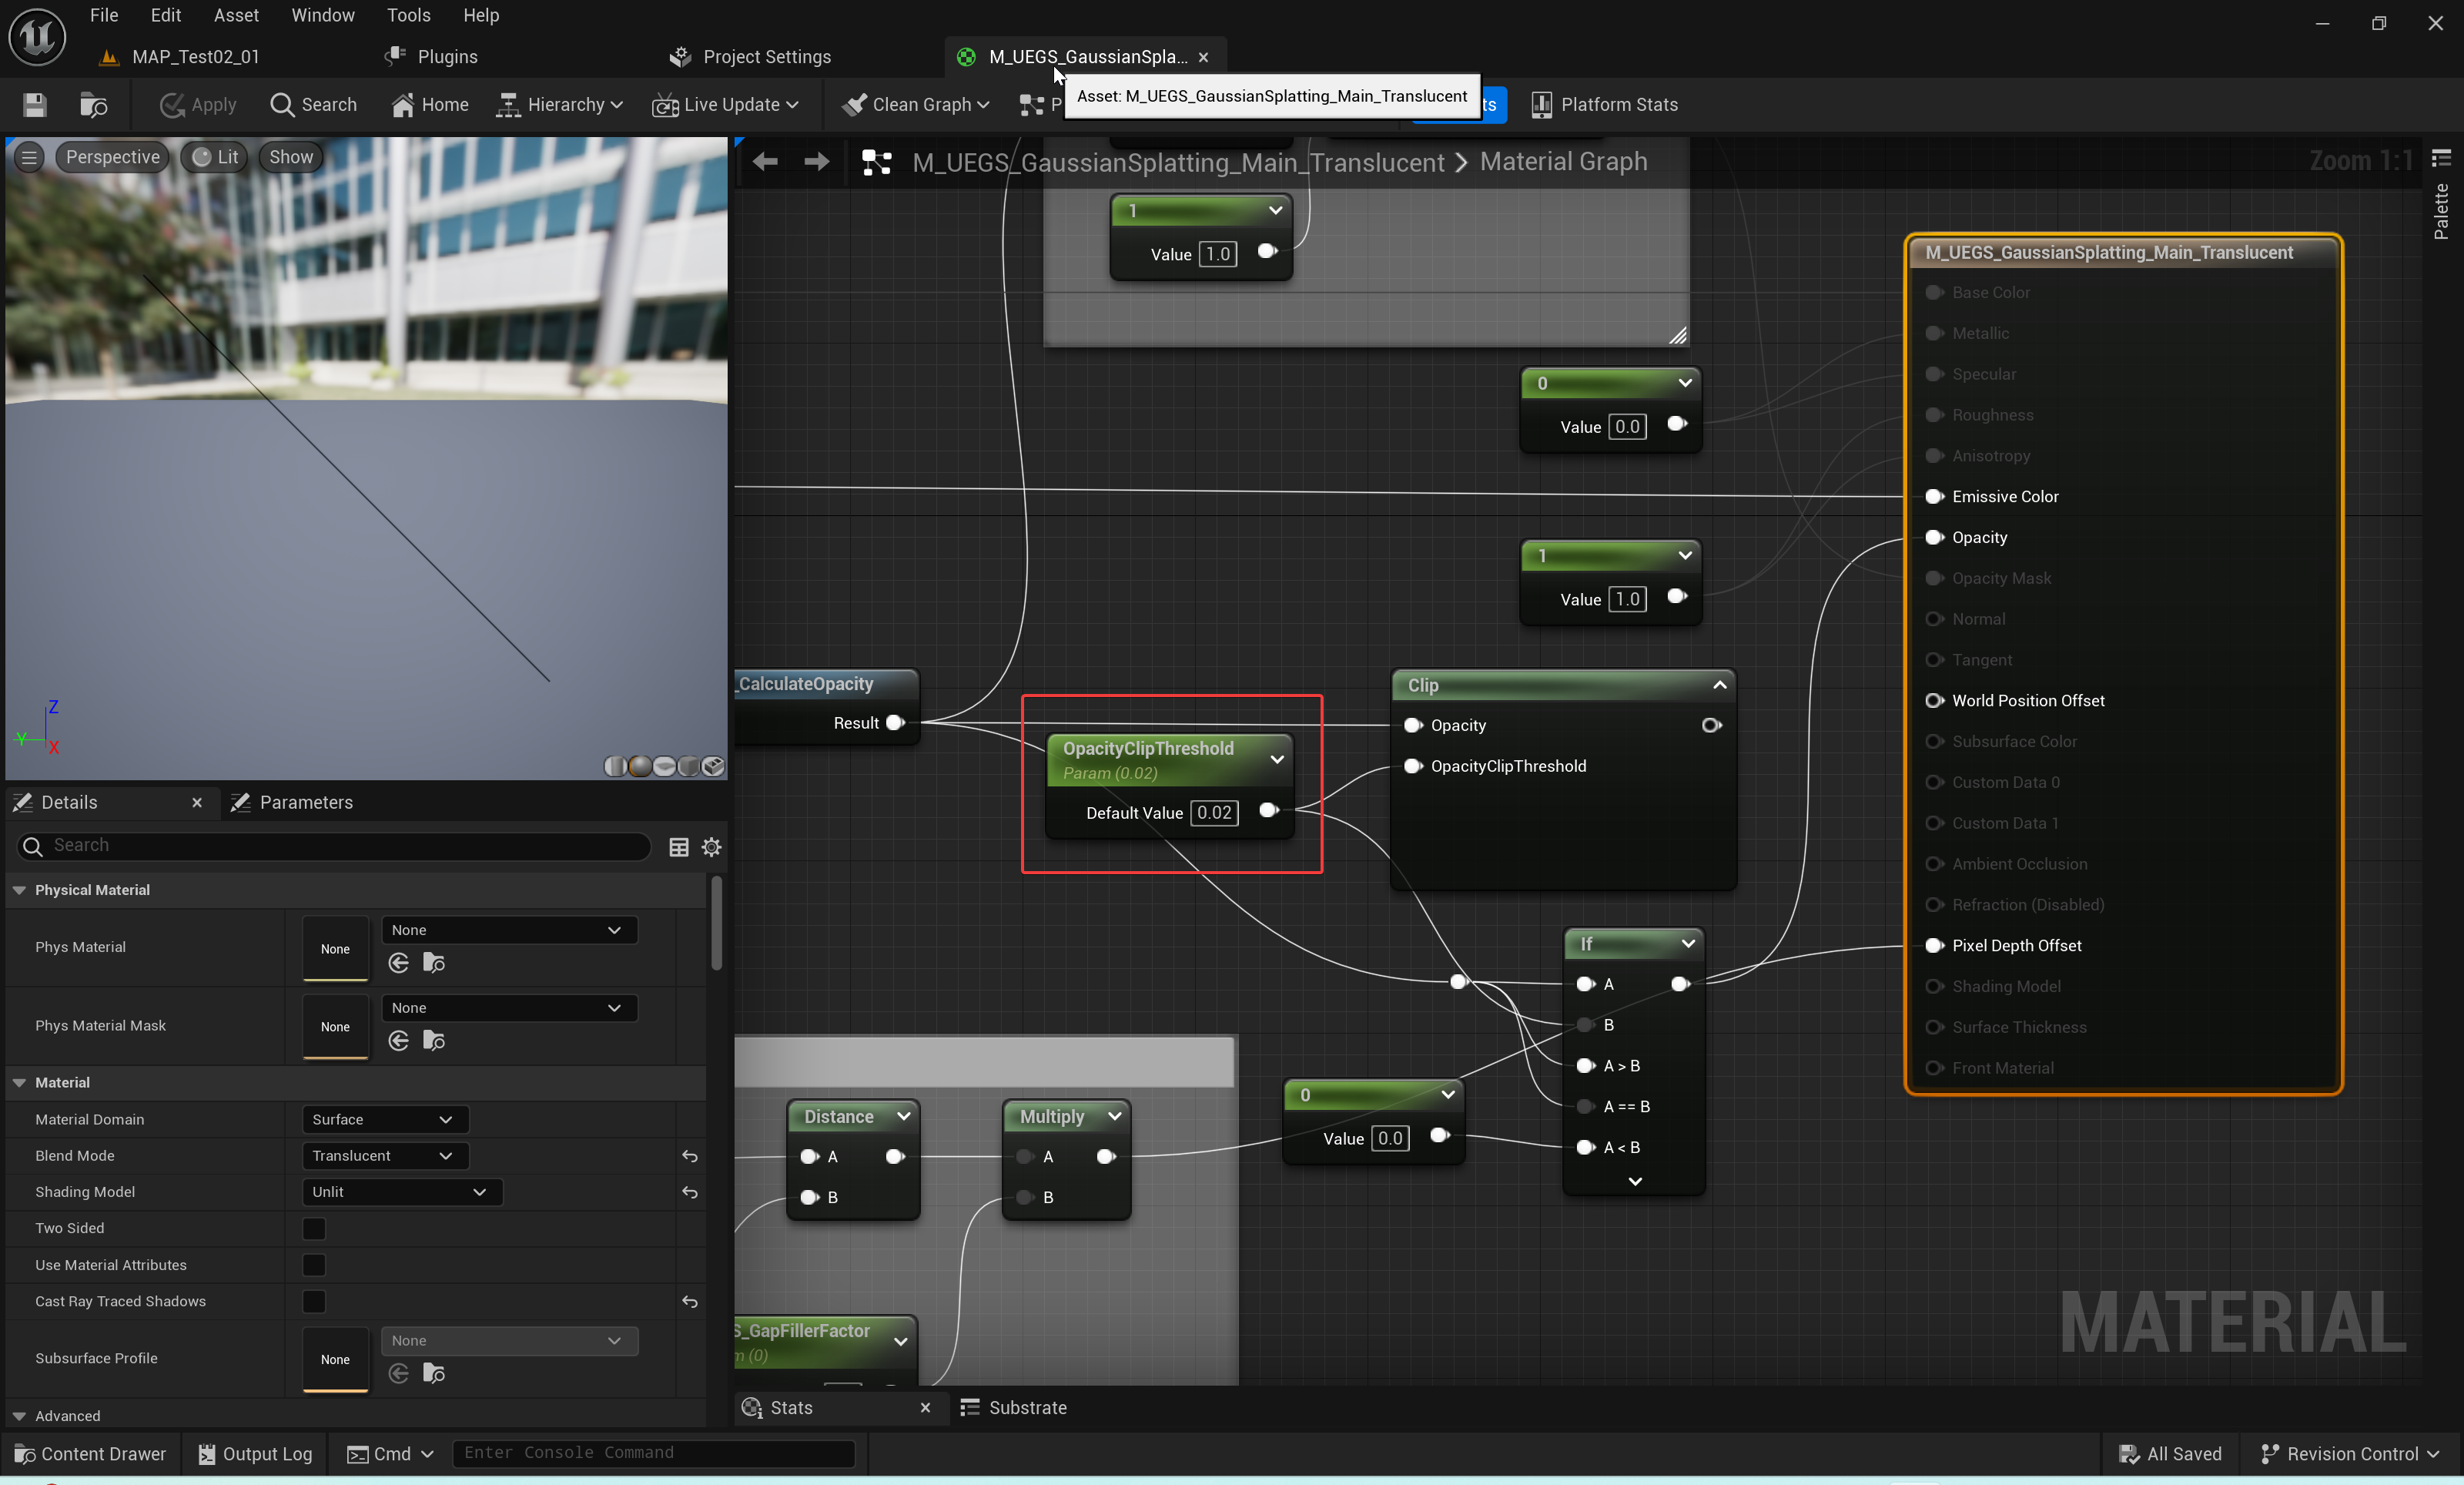 File Edit Asset Window Tools Help
MAP_Test02_01 Plugins Project Settings M_UEGS_GaussianSpla...
Apply Search Home Hierarchy Live Update Clean Graph P ts Platform Stats
Asset: M_UEGS_GaussianSplatting_Main_Translucent
Perspective Lit Show
M_UEGS_GaussianSplatting_Main_Translucent > Material Graph
Zoom 1:1
Palette
1
Value 1.0
0
Value 0.0
1
Value 1.0
M_UEGS_GaussianSplatting_Main_Translucent
Base Color
Metallic
Specular
Roughness
Anisotropy
Emissive Color
Opacity
Opacity Mask
Normal
Tangent
World Position Offset
Subsurface Color
Custom Data 0
Custom Data 1
Ambient Occlusion
Refraction (Disabled)
Pixel Depth Offset
Shading Model
Surface Thickness
Front Material
_CalculateOpacity
Result
OpacityClipThreshold
Param (0.02)
Default Value 0.02
Clip
Opacity
OpacityClipThreshold
If
A
B
A > B
A == B
A < B
0
Value 0.0
Distance
A
B
Multiply
A
B
S_GapFillerFactor
m (0)
MATERIAL
Z
Y
X
Details Parameters
Search
Physical Material
Phys Material None None
Phys Material Mask None None
Material
Material Domain Surface
Blend Mode Translucent
Shading Model Unlit
Two Sided
Use Material Attributes
Cast Ray Traced Shadows
Subsurface Profile None None
Advanced
Stats Substrate
Content Drawer Output Log Cmd Enter Console Command All Saved Revision Control